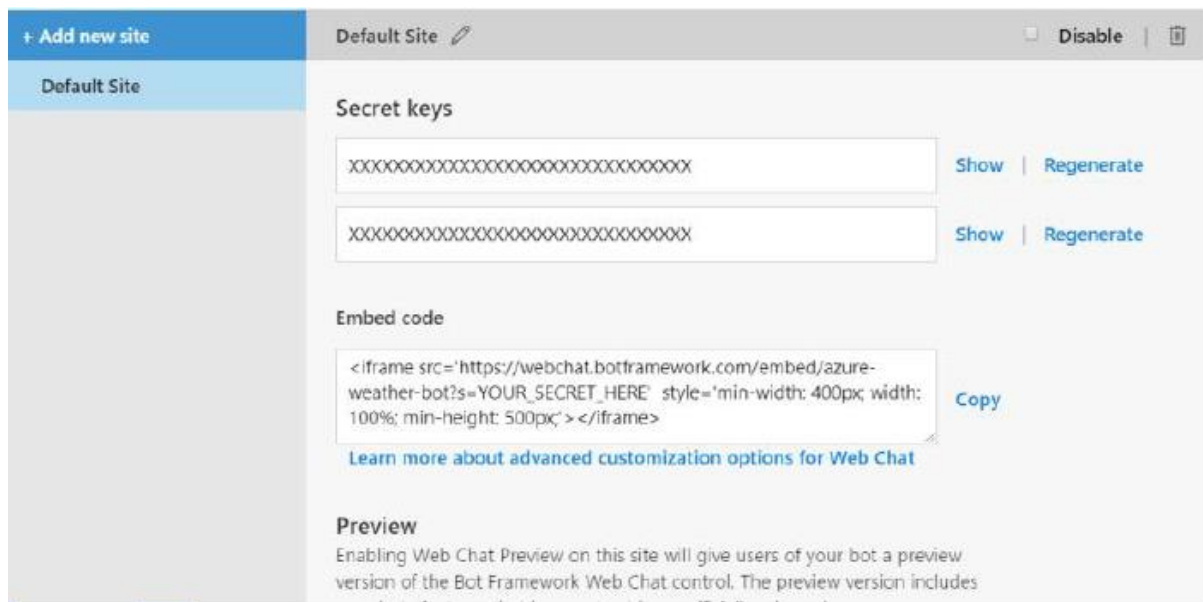 + Add new site
Default Site
Default Site
Disable |
Secret keys
XXXXXXXXXXXXXXXXXXXXXXXXXXXXXXXX
Show | Regenerate
XXXXXXXXXXXXXXXXXXXXXXXXXXXXXXXX
Show | Regenerate
Embed code
<iframe src='https://webchat.botframework.com/embed/azure-
weather-bot?s=YOUR_SECRET_HERE' style='min-width: 400px; width:
100%; min-height: 500px;'></iframe>
Copy
Learn more about advanced customization options for Web Chat
Preview
Enabling Web Chat Preview on this site will give users of your bot a preview
version of the Bot Framework Web Chat control. The preview version includes